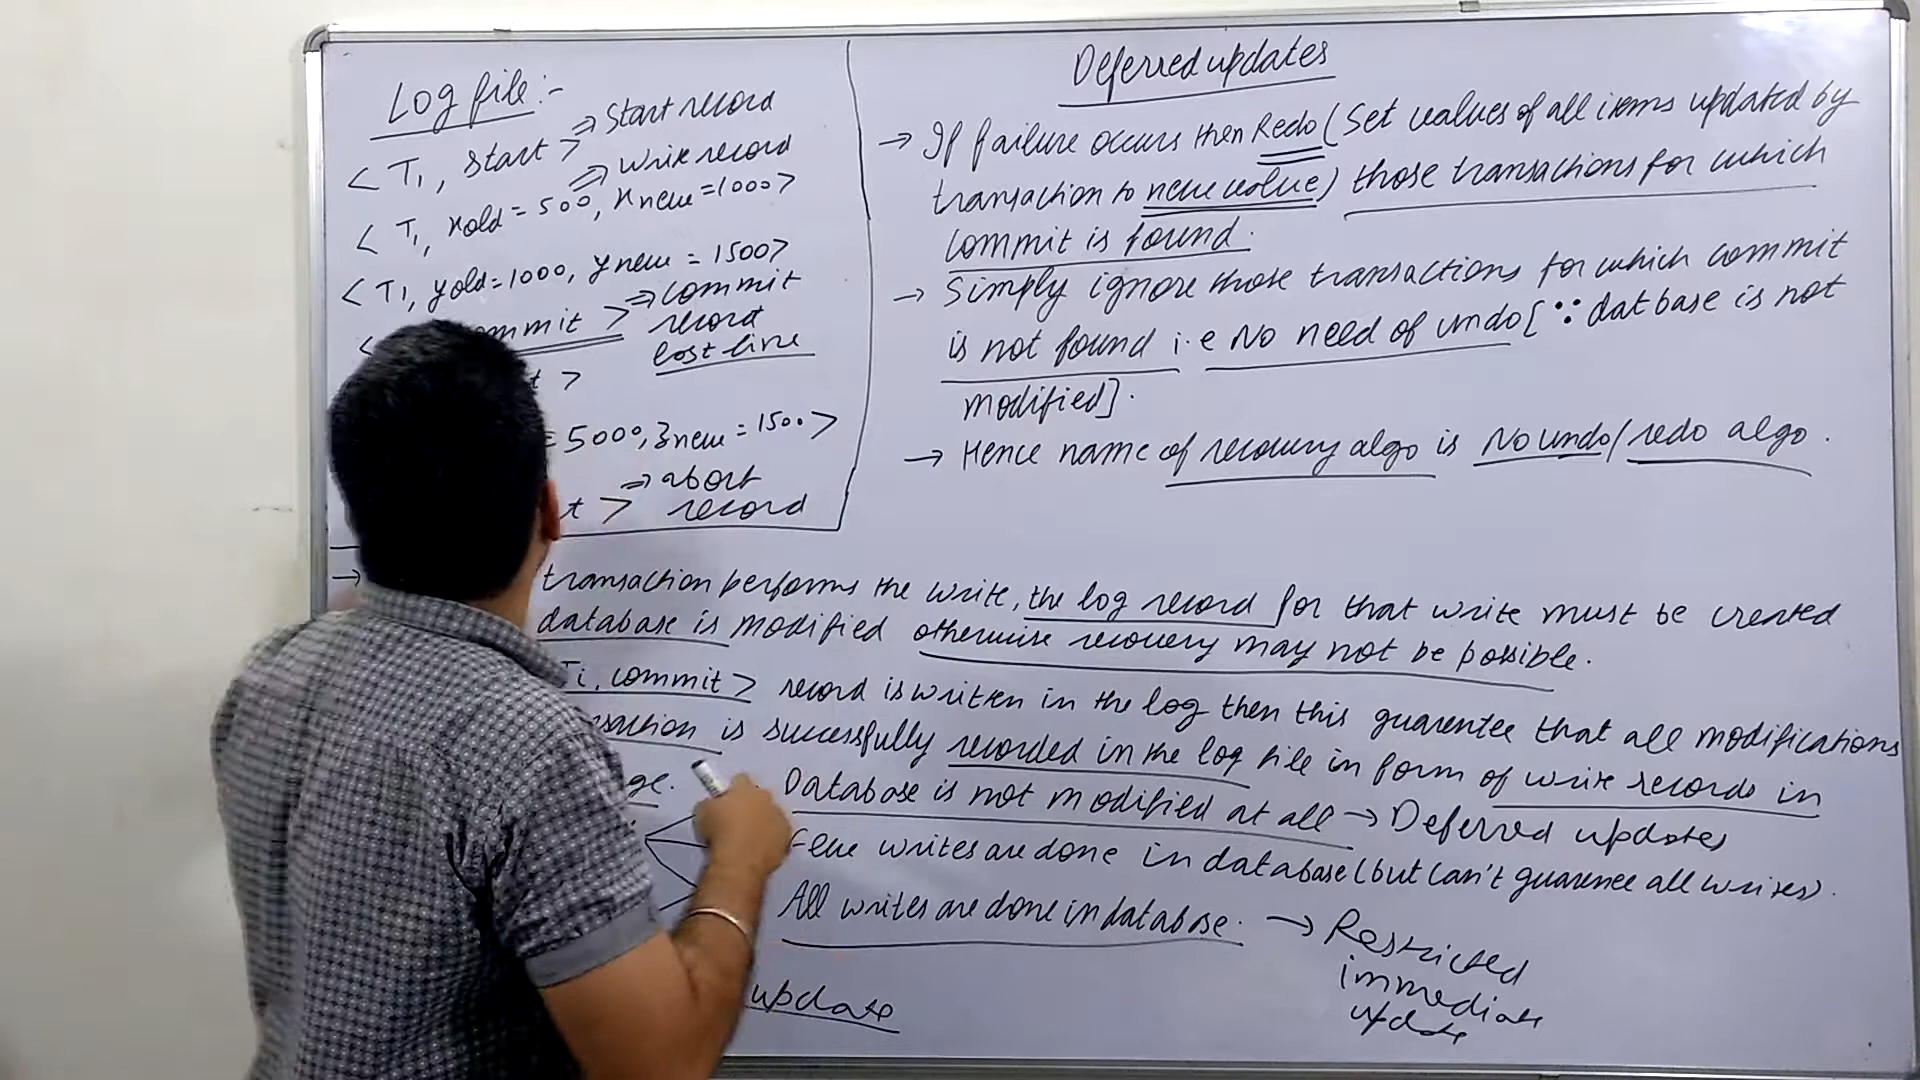 Log file :-
< T1, start > ⇒ Start record
⇒ write record
< T1, xold = 500, xnew = 1000 >
< T1, yold = 1000, ynew = 1500 >
< mmit > ⇒ commit
record
last line
t >
= 5000, znew = 1500 >
⇒ abort
t > record
Deferred updates
→ If failure occurs then Redo (Set values of all items updated by
transaction to new value) those transactions for which
commit is found.
→ Simply ignore those transactions for which commit
is not found i.e No need of undo [ ∵ datbase is not
modified].
→ Hence name of recovery algo is No undo/redo algo.
→ transaction performs the write, the log record for that write must be created
database is modified otherwise recovery may not be possible.
Ti, commit > record is written in the log then this guarentee that all modifications
saction is successfully recorded in the log file in form of write records in
ge.
Database is not modified at all → Deferred updates
Few writes are done in database (but can't guarence all writes).
All writes are done in database. → Restricted
immediate
update
update